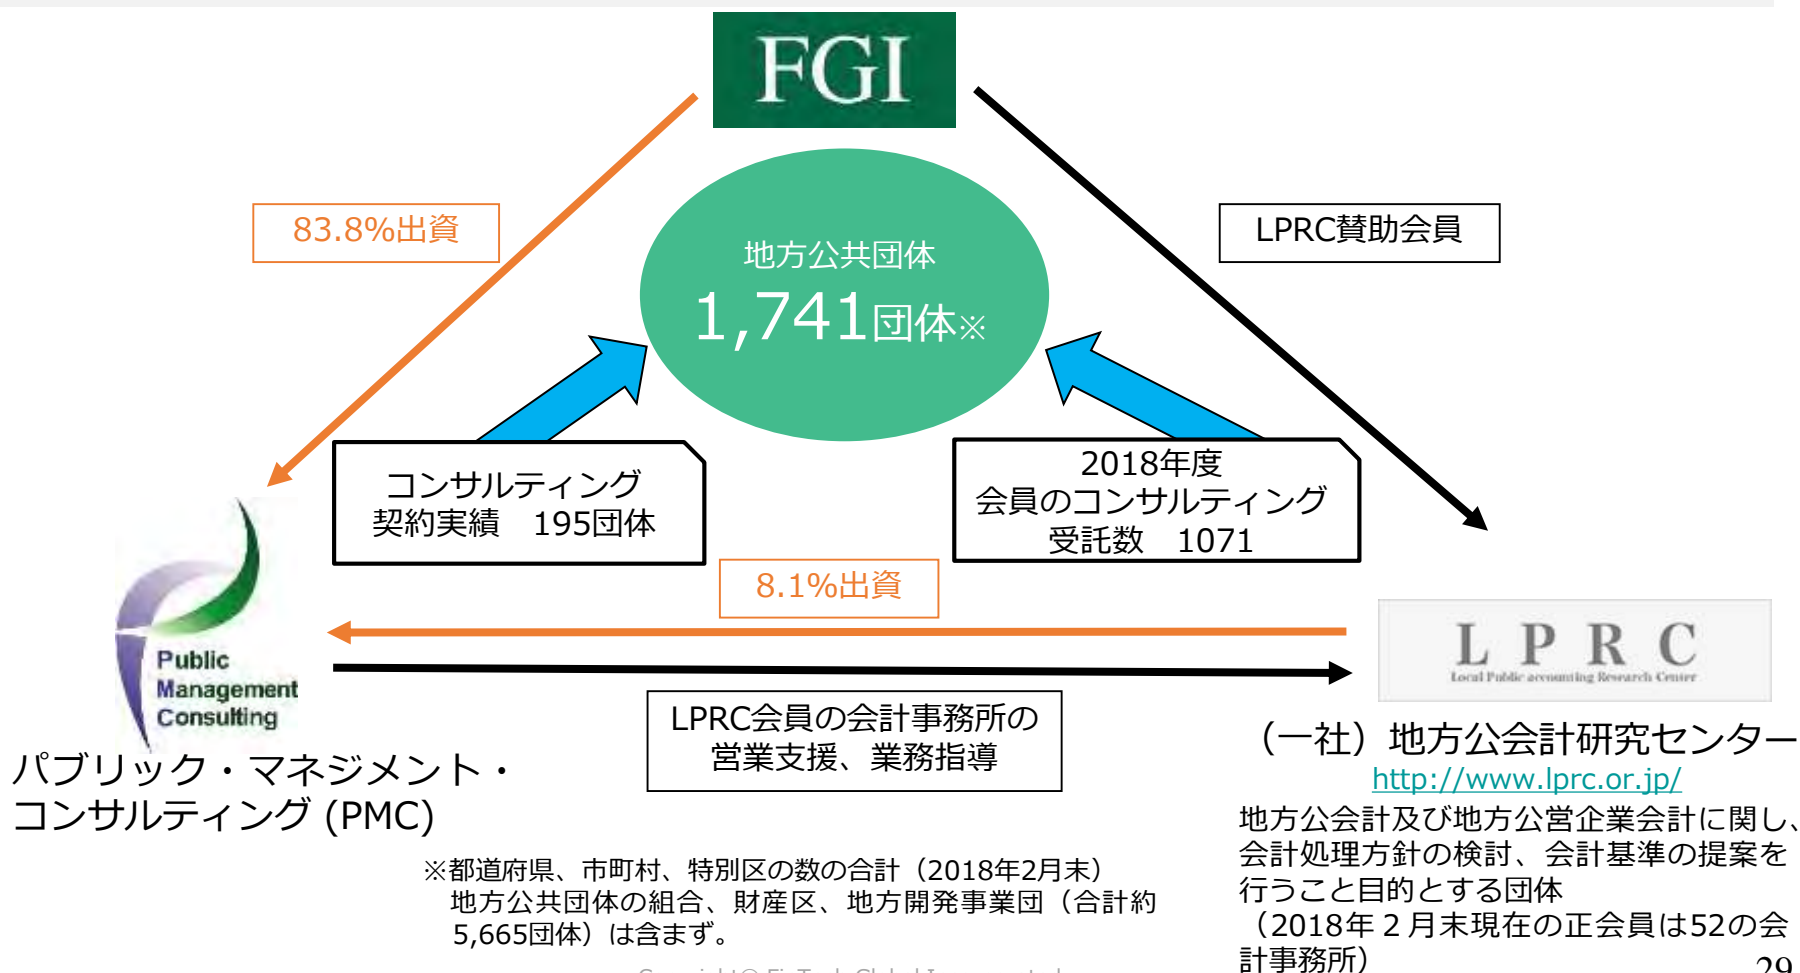 FGI
83.8%出資
LPRC賛助会員
地方公共団体
1,741団体※
コンサルティング
契約実績　195団体
2018年度
会員のコンサルティング
受託数　1071
8.1%出資
Public
Management
Consulting
L P R C
Local Public accounting Research Center
LPRC会員の会計事務所の
営業支援、業務指導
パブリック・マネジメント・
コンサルティング (PMC)
（一社）地方公会計研究センター
http://www.lprc.or.jp/
地方公会計及び地方公営企業会計に関し、
会計処理方針の検討、会計基準の提案を
行うこと目的とする団体
（2018年２月末現在の正会員は52の会
計事務所）
※都道府県、市町村、特別区の数の合計（2018年2月末）
地方公共団体の組合、財産区、地方開発事業団（合計約
5,665団体）は含まず。
29